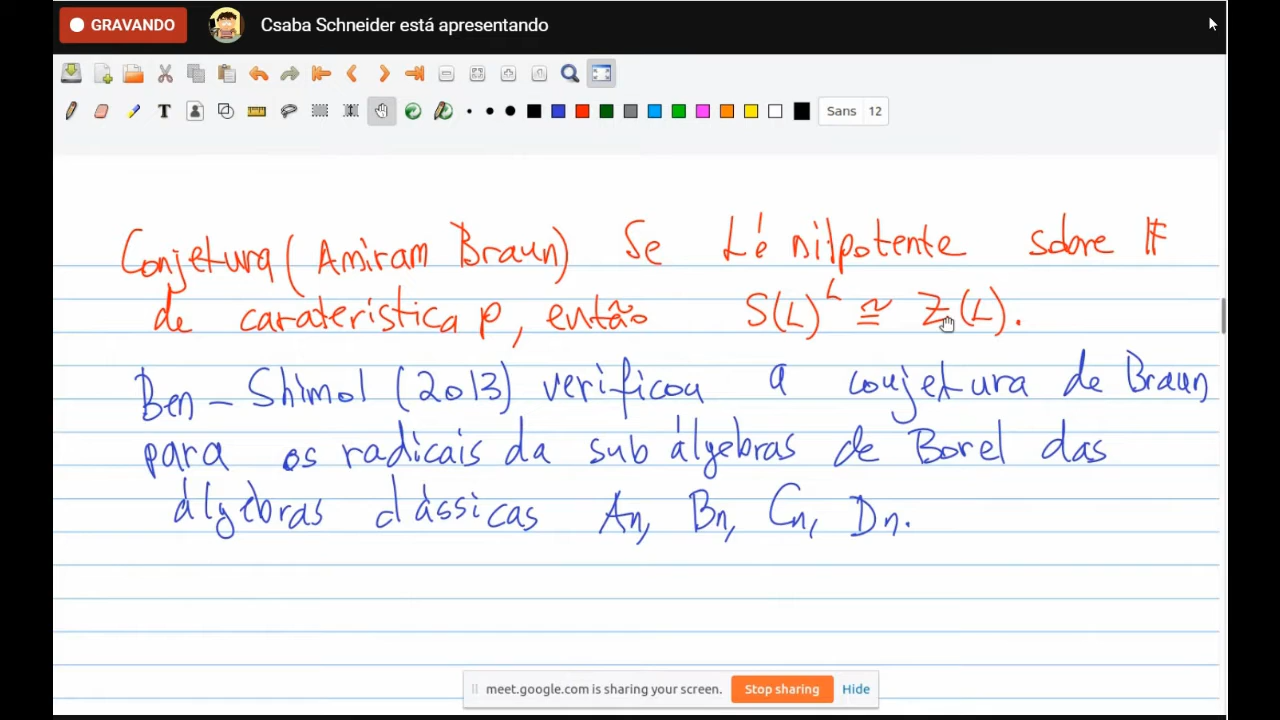 GRAVANDO Csaba Schneider está apresentando
T Sans 12
Conjetura (Amiram Braun) Se L é nilpotente sobre 𝔽
de caraterística p, então S(L)^L ≅ Z(L).
Ben-Shimol (2013) verificou a conjetura de Braun
para os radicais da subálgebras de Borel das
álgebras clássicas An, Bn, Cn, Dn.
meet.google.com is sharing your screen. Stop sharing Hide